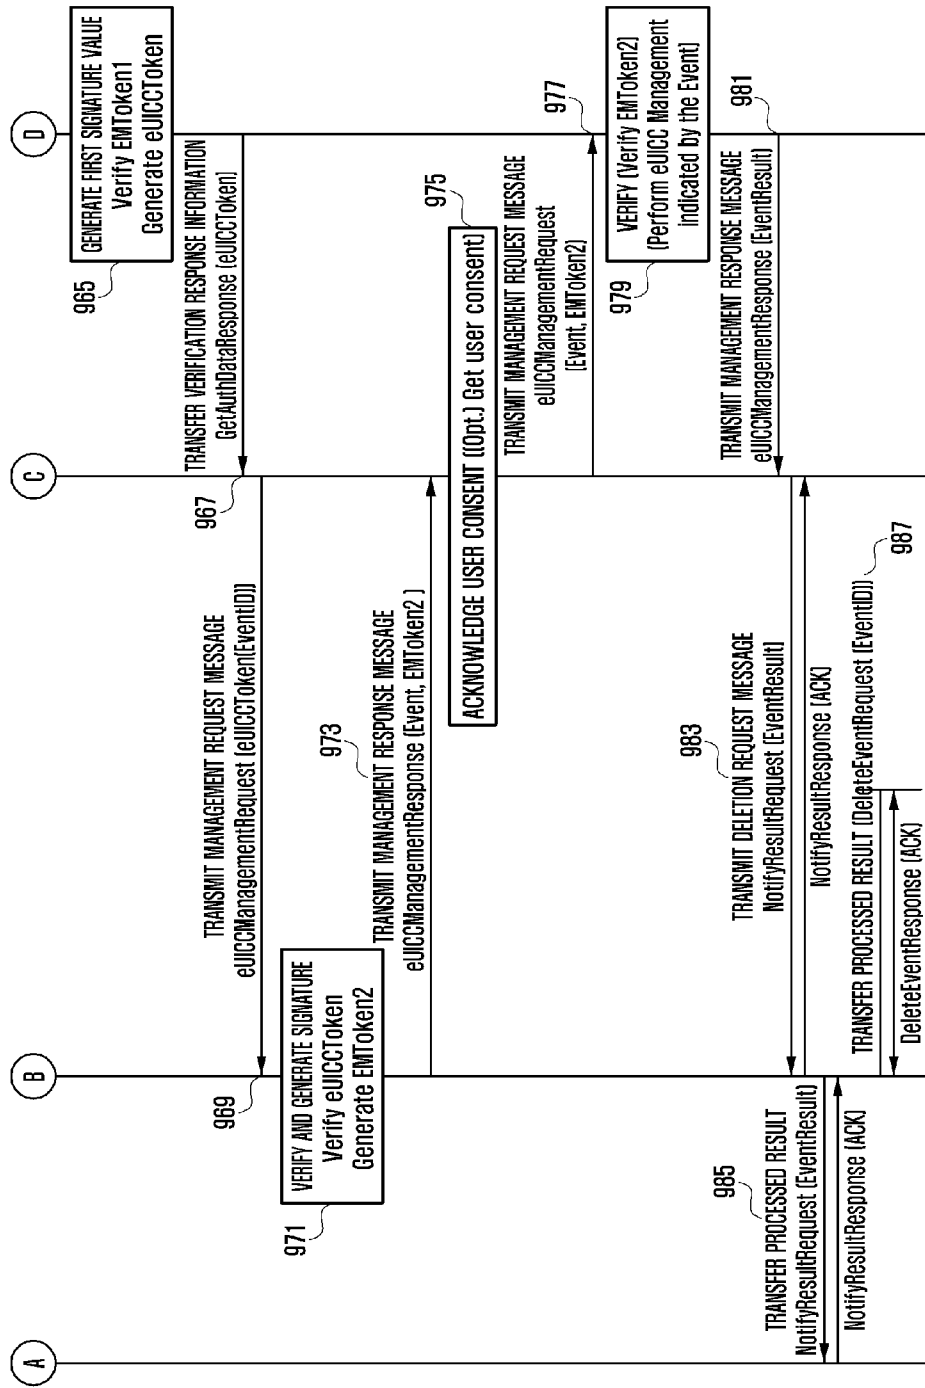 A
B
C
D
GENERATE FIRST SIGNATURE VALUE
Verify EMToken1
Generate eUICCToken
965
TRANSFER VERIFICATION RESPONSE INFORMATION
GetAuthDataResponse (eUICCToken)
967
TRANSMIT MANAGEMENT REQUEST MESSAGE
eUICCManagementRequest (eUICCToken(EventID))
969
VERIFY AND GENERATE SIGNATURE
Verify eUICCToken
Generate EMToken2
971
973
TRANSMIT MANAGEMENT RESPONSE MESSAGE
eUICCManagementResponse (Event, EMToken2 )
975
ACKNOWLEDGE USER CONSENT ((Opt.) Get user consent)
TRANSMIT MANAGEMENT REQUEST MESSAGE
eUICCManagementRequest
(Event, EMToken2)
977
VERIFY (Verify EMToken2)
(Perform eUICC Management
indicated by the Event)
979
TRANSMIT MANAGEMENT RESPONSE MESSAGE
eUICCManagementResponse (EventResult)
981
983
TRANSMIT DELETION REQUEST MESSAGE
NotifyResultRequest (EventResult)
NotifyResultResponse (ACK)
985
TRANSFER PROCESSED RESULT
NotifyResultRequest (EventResult)
NotifyResultResponse (ACK)
TRANSFER PROCESSED RESULT (DeleteEventRequest (EventID))
987
DeleteEventResponse (ACK)